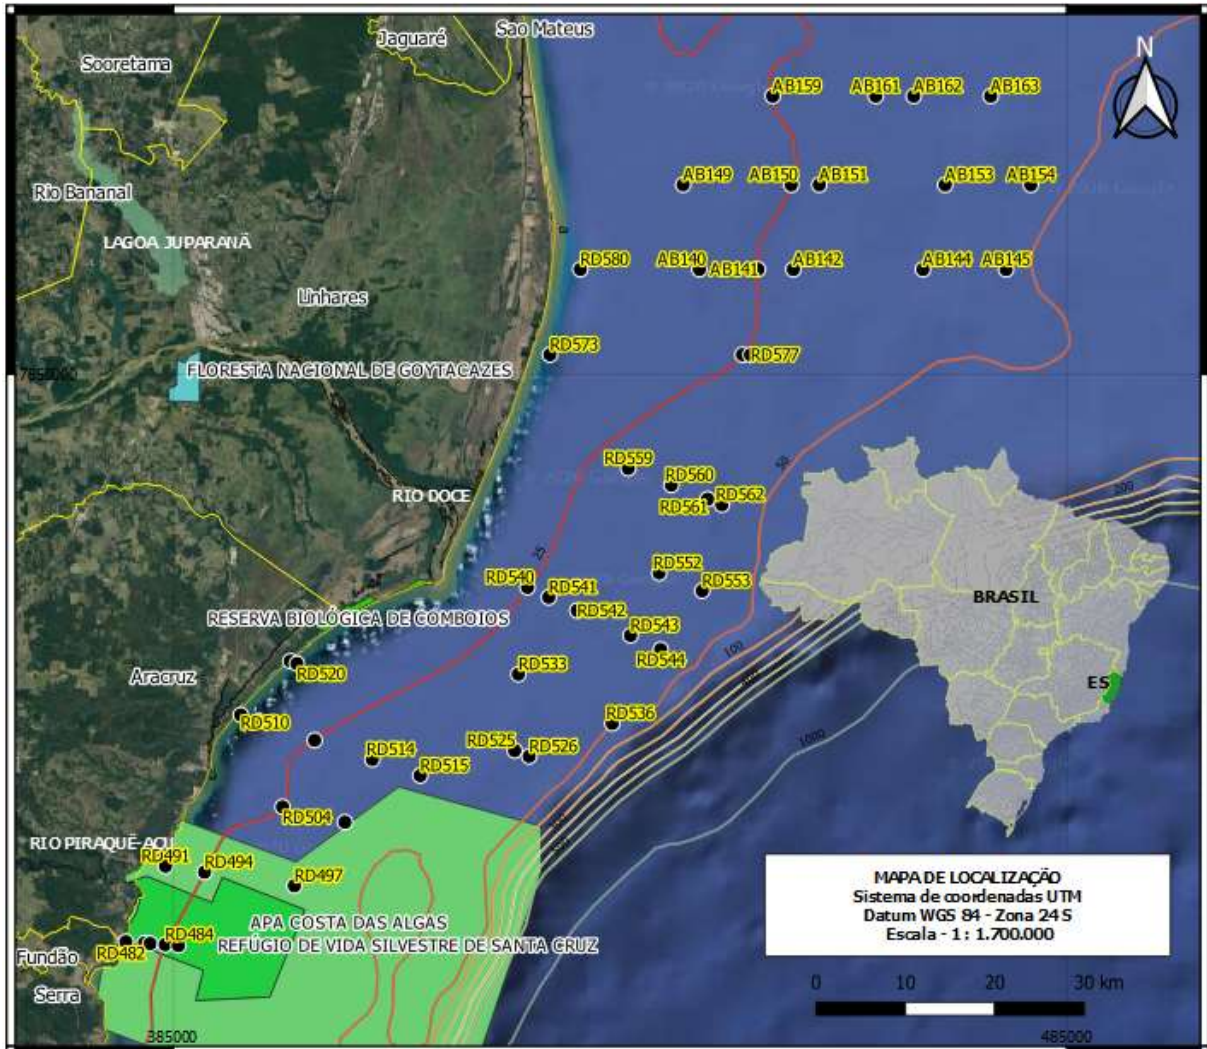 Sao Mateus
Jaguaré
Sooretama
N
AB159
AB161
AB162
AB163
Rio Bananal
AB149
AB150
AB151
AB153
AB154
LAGOA JUPARANÃ
RD580
AB140
AB141
AB142
AB144
AB145
Linhares
RD573
RD577
FLORESTA NACIONAL DE GOYTACAZES
7850000
RD559
50
RD560
RD561
RD562
200
RIO DOCE
25
RD540
RD541
RD542
RD552
RD553
BRASIL
RESERVA BIOLÓGICA DE COMBOIOS
RD543
RD544
100
RD520
RD533
Aracruz
ES
RD510
RD536
1000
RD514
RD515
RD525
RD526
RD504
RIO PIRAQUÊ-AÇU
RD491
RD494
RD497
MAPA DE LOCALIZAÇÃO
Sistema de coordenadas UTM
Datum WGS 84 - Zona 24 S
Escala - 1 : 1.700.000
APA COSTA DAS ALGAS
RD484
REFÚGIO DE VIDA SILVESTRE DE SANTA CRUZ
RD482
Fundão
Serra
0 10 20 30 km
385000
485000